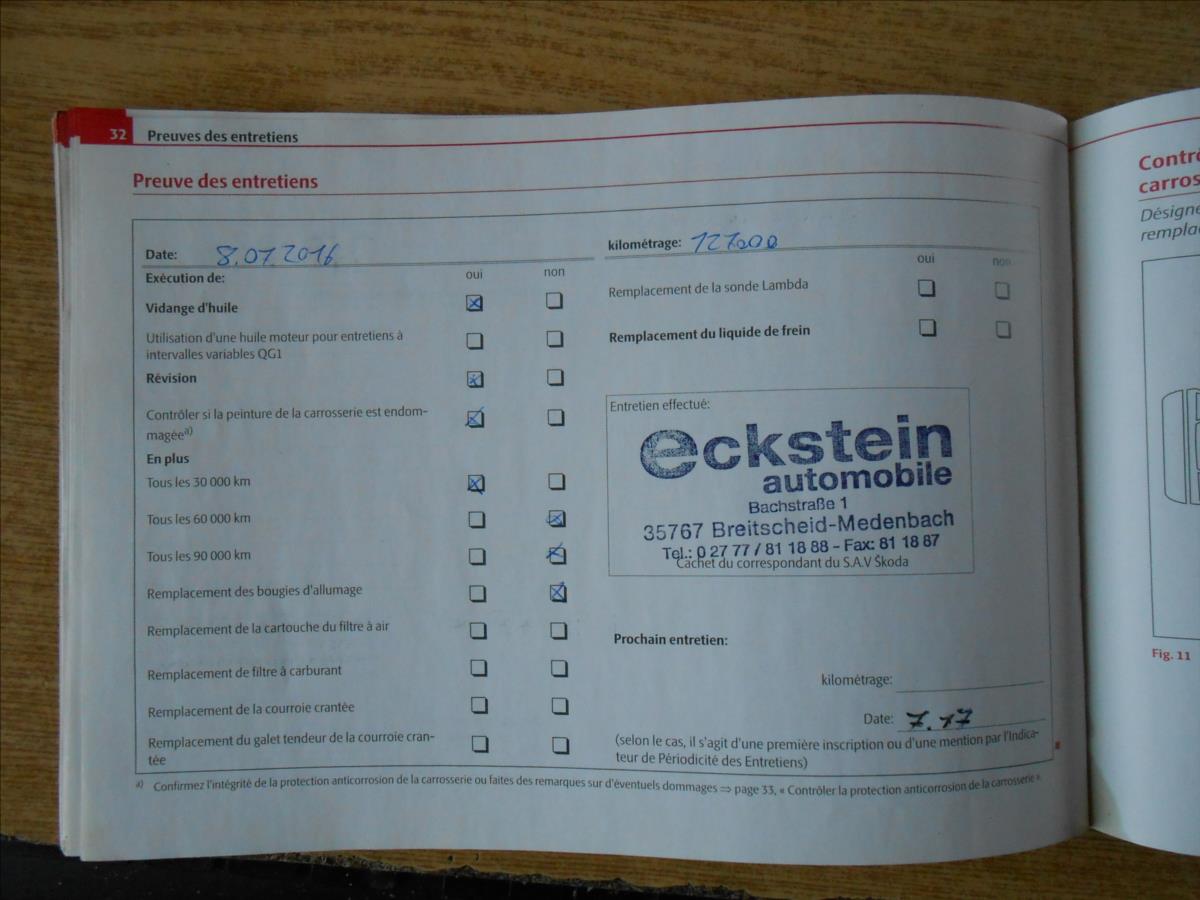 32 Preuves des entretiens
Preuve des entretiens
Date: 8.07.2016
Exécution de: oui non
Vidange d'huile
Utilisation d'une huile moteur pour entretiens à
intervalles variables QG1
Révision
Contrôler si la peinture de la carrosserie est endom-
magée a)
En plus
Tous les 30 000 km
Tous les 60 000 km
Tous les 90 000 km
Remplacement des bougies d'allumage
Remplacement de la cartouche du filtre à air
Remplacement de filtre à carburant
Remplacement de la courroie crantée
Remplacement du galet tendeur de la courroie cran-
tée
kilométrage: 127000
oui non
Remplacement de la sonde Lambda
Remplacement du liquide de frein
Entretien effectué:
eckstein
automobile
Bachstraße 1
35767 Breitscheid-Medenbach
Tel.: 0 27 77 / 81 18 88 - Fax: 81 18 87
Cachet du correspondant du S.A.V Škoda
Prochain entretien:
kilométrage:
Date: 7.17
(selon le cas, il s'agit d'une première inscription ou d'une mention par l'Indica-
teur de Périodicité des Entretiens)
a) Confirmez l'intégrité de la protection anticorrosion de la carrosserie ou faites des remarques sur d'éventuels dommages ⇒ page 33, « Contrôler la protection anticorrosion de la carrosserie ».
Contrô
carros
Désigne
remplac
Fig. 11